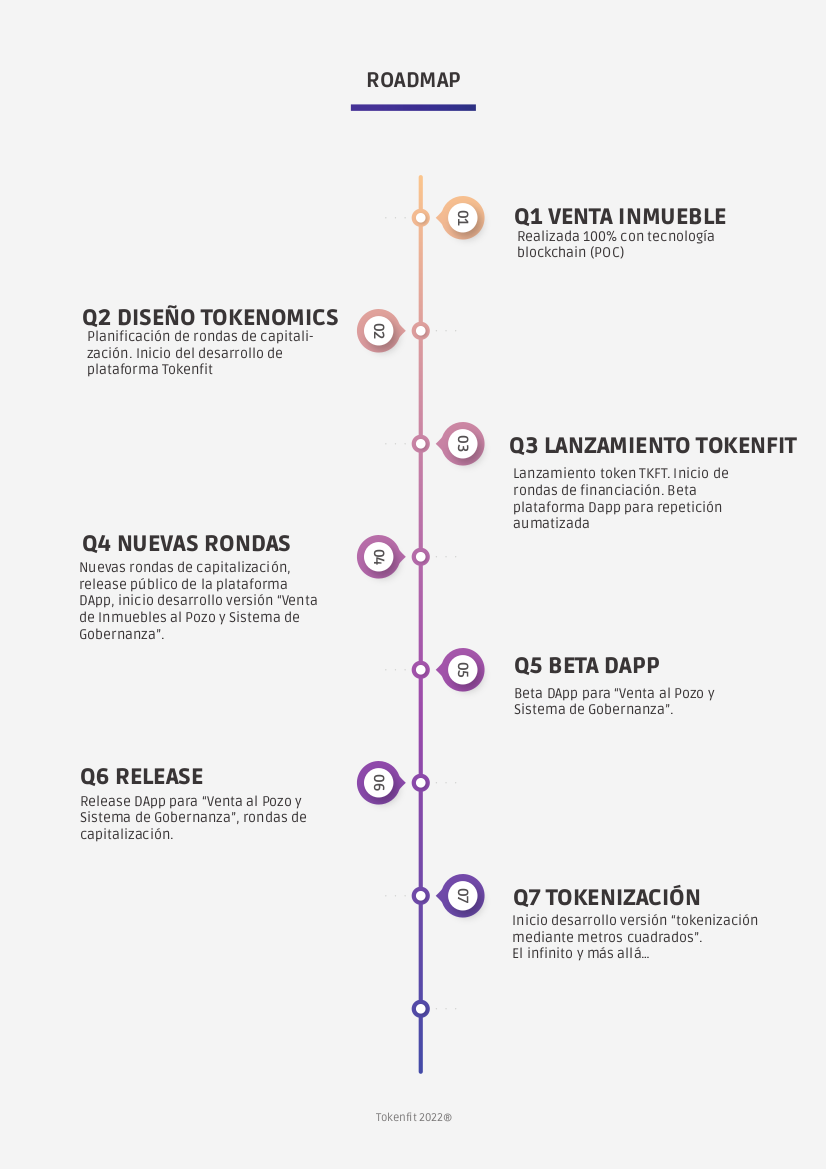 ROADMAP
01
Q1 VENTA INMUEBLE
Realizada 100% con tecnología
blockchain (POC)
Q2 DISEÑO TOKENOMICS
Planificación de rondas de capitali-
zación. Inicio del desarrollo de
plataforma Tokenfit
02
03
Q3 LANZAMIENTO TOKENFIT
Lanzamiento token TKFT. Inicio de
rondas de financiación. Beta
plataforma Dapp para repetición
aumatizada
Q4 NUEVAS RONDAS
Nuevas rondas de capitalización,
release público de la plataforma
DApp, inicio desarrollo versión “Venta
de Inmuebles al Pozo y Sistema de
Gobernanza”.
04
05
Q5 BETA DAPP
Beta DApp para “Venta al Pozo y
Sistema de Gobernanza”.
Q6 RELEASE
Release DApp para “Venta al Pozo y
Sistema de Gobernanza”, rondas de
capitalización.
06
07
Q7 TOKENIZACIÓN
Inicio desarrollo versión “tokenización
mediante metros cuadrados”.
El infinito y más allá...
Tokenfit 2022®